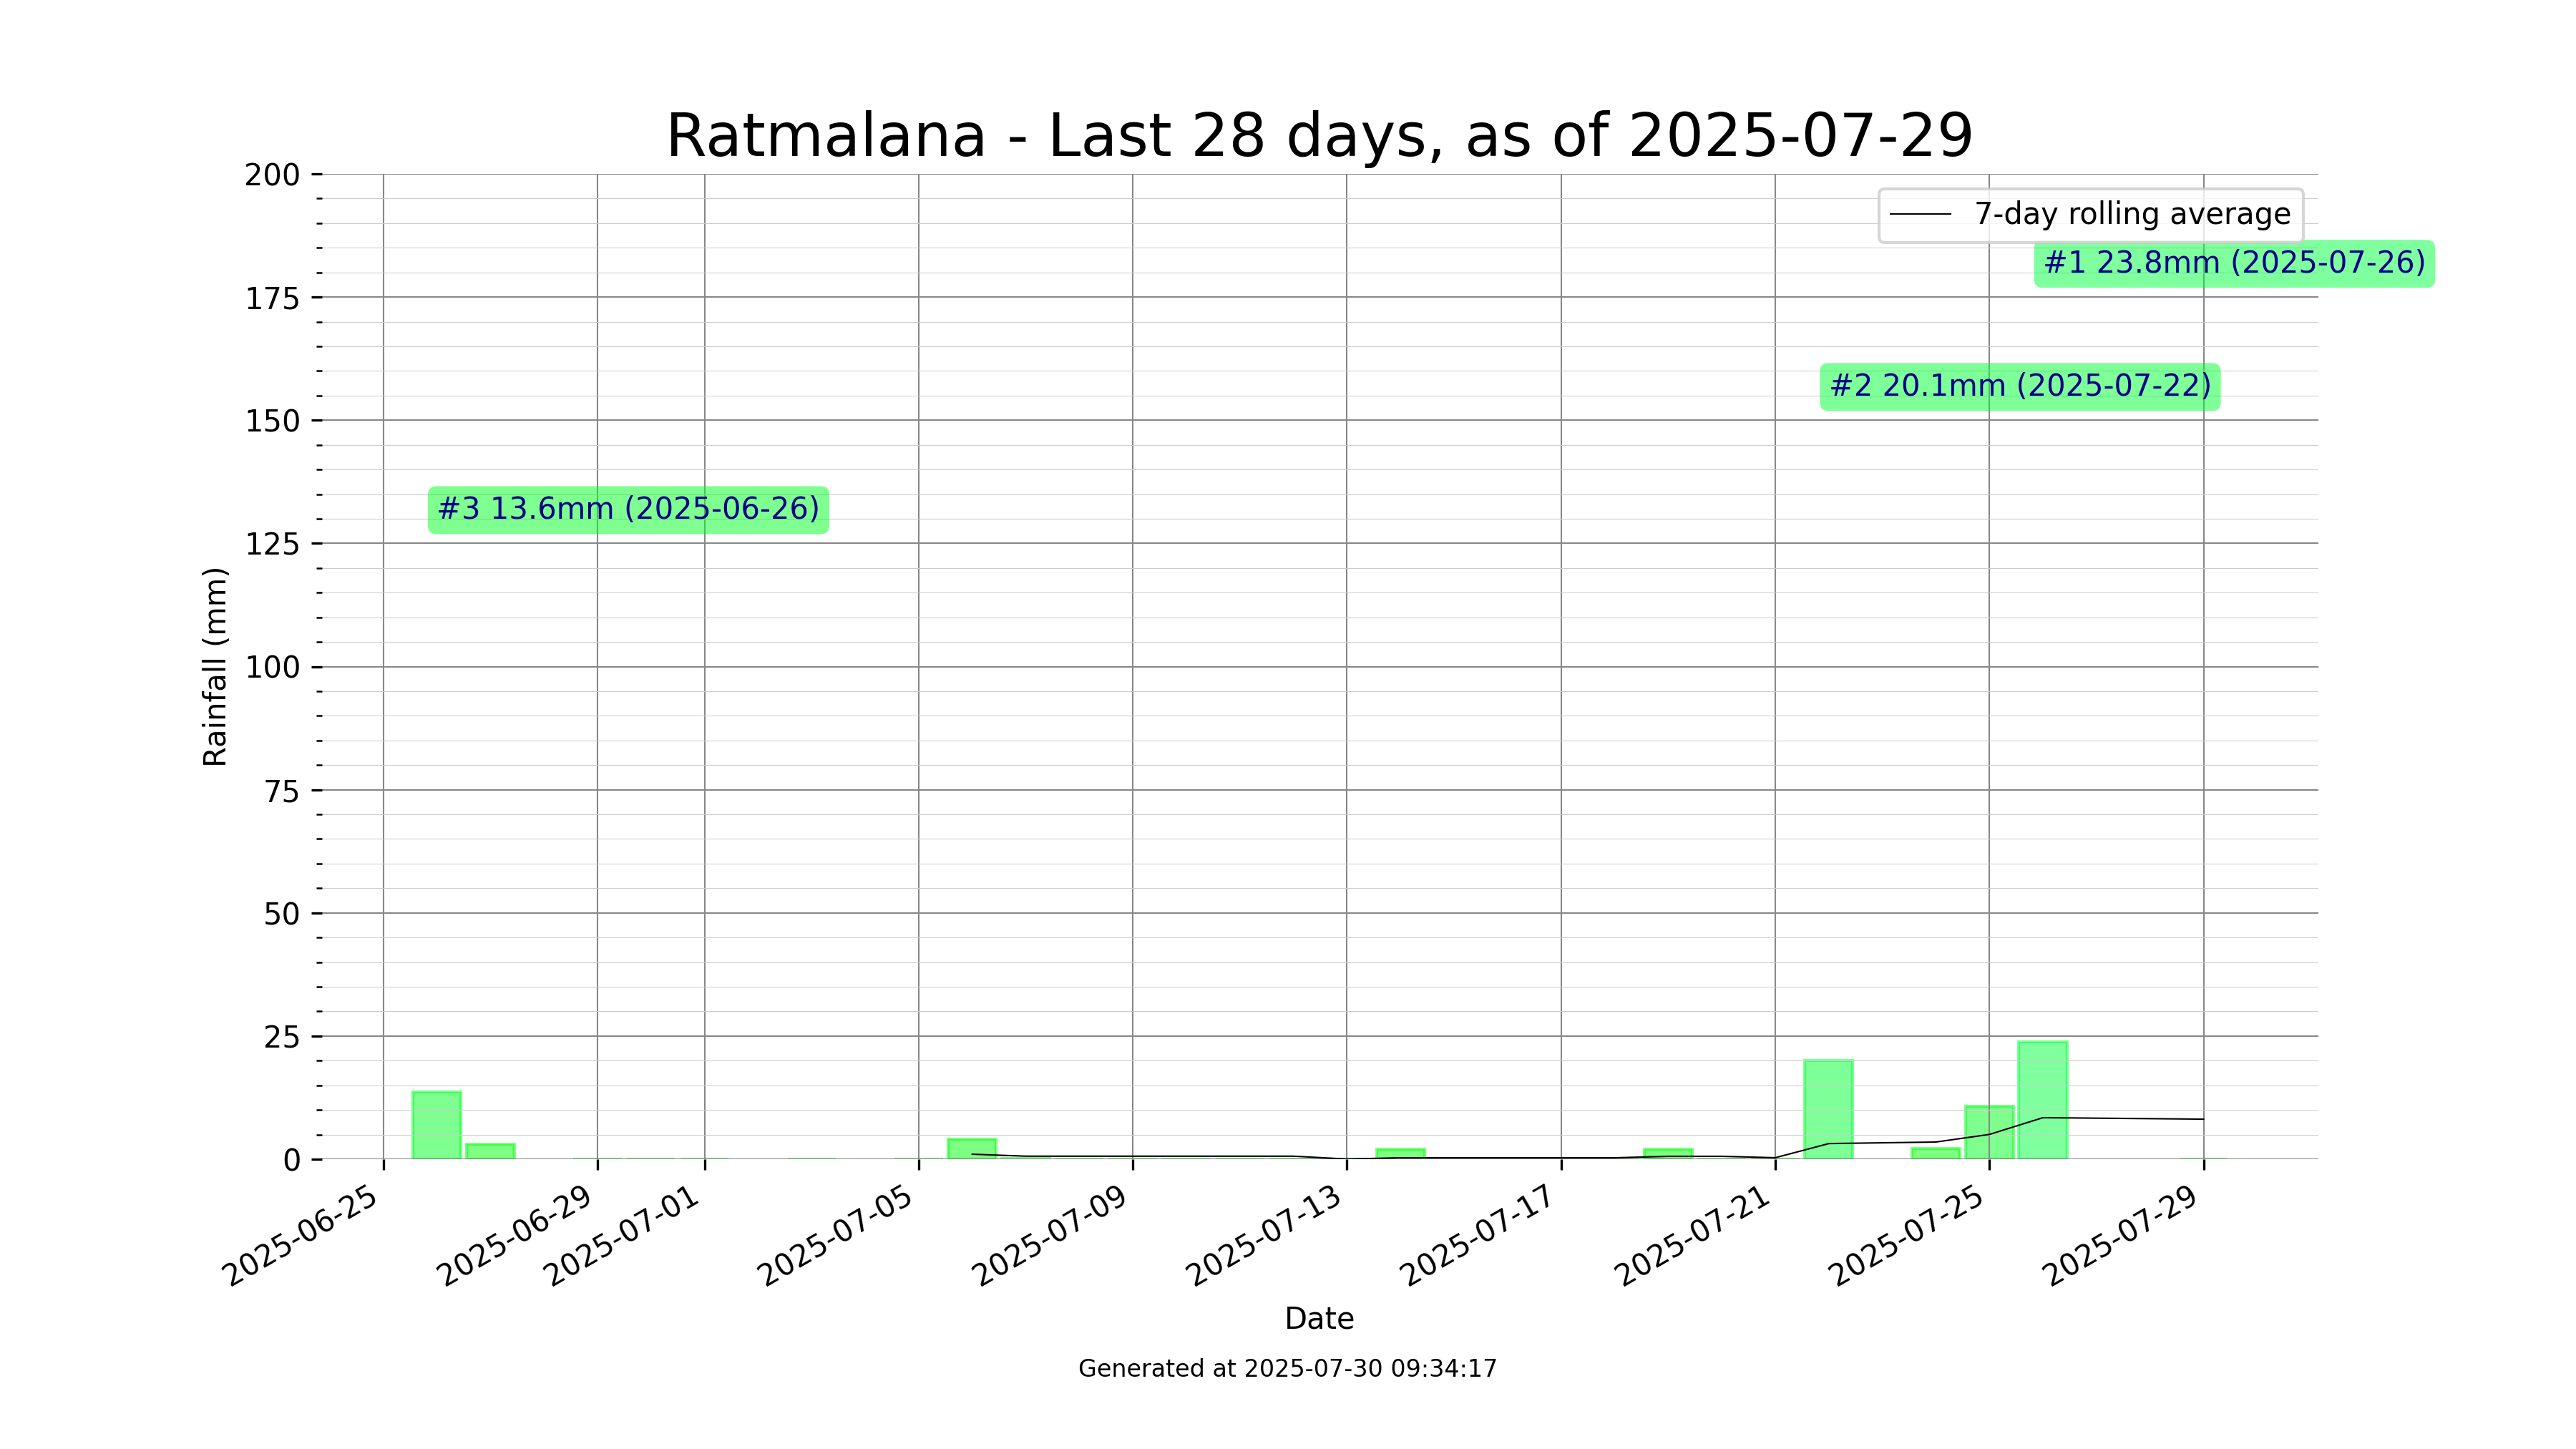 Ratmalana - Last 28 days, as of 2025-07-29
200
175
150
125
100
75
50
25
0
Rainfall (mm)
7-day rolling average
#1 23.8mm (2025-07-26)
#2 20.1mm (2025-07-22)
#3 13.6mm (2025-06-26)
2025-06-25
2025-06-29
2025-07-01
2025-07-05
2025-07-09
2025-07-13
2025-07-17
2025-07-21
2025-07-25
2025-07-29
Date
Generated at 2025-07-30 09:34:17